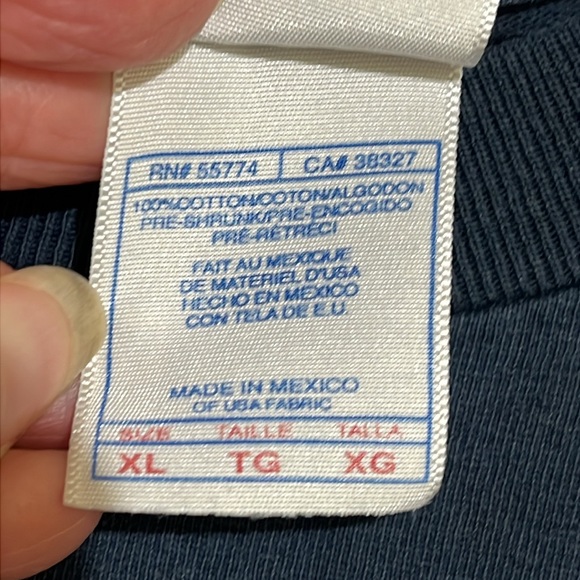 RN# 55774 CA# 38327
100%COTTON/COTON/ALGODON
PRE-SHRUNK/PRE-ENCOGIDO
PRÉ-RÉTRÉCI
FAIT AU MEXIQUE
DE MATERIEL D'USA
HECHO EN MEXICO
CON TELA DE E.U.
MADE IN MEXICO
OF USA FABRIC
SIZE TAILLE TALLA
XL TG XG